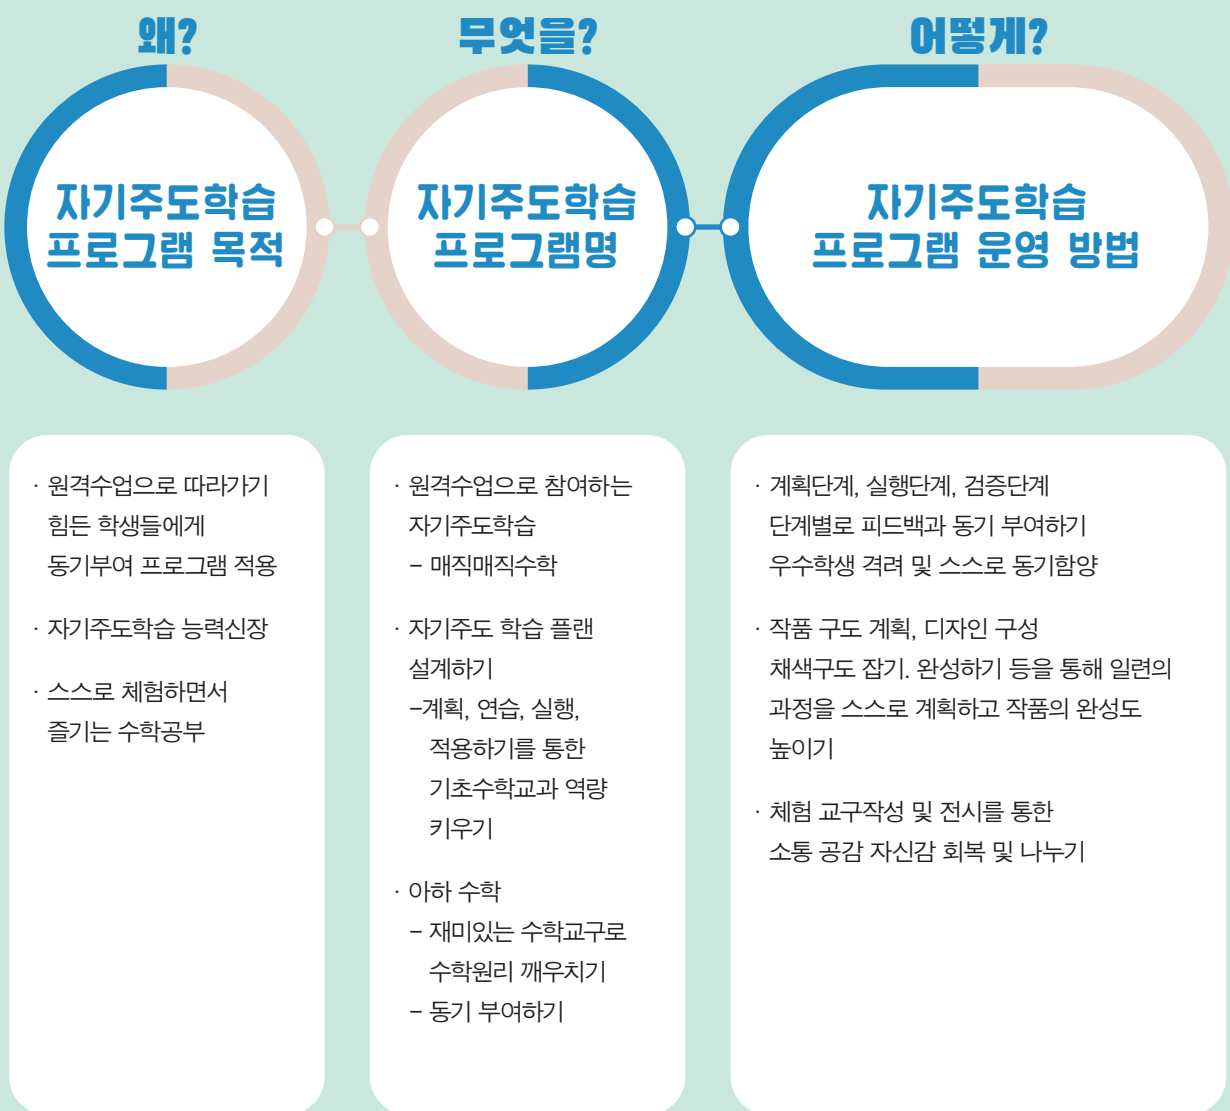 왜?
자기주도학습
프로그램 목적
· 원격수업으로 따라가기
힘든 학생들에게
동기부여 프로그램 적용
· 자기주도학습 능력신장
· 스스로 체험하면서
즐기는 수학공부
무엇을?
자기주도학습
프로그램명
· 원격수업으로 참여하는
자기주도학습
- 매직매직수학
· 자기주도 학습 플랜
설계하기
-계획, 연습, 실행,
적용하기를 통한
기초수학교과 역량
키우기
· 아하 수학
- 재미있는 수학교구로
수학원리 깨우치기
- 동기 부여하기
어떻게?
자기주도학습
프로그램 운영 방법
· 계획단계, 실행단계, 검증단계
단계별로 피드백과 동기 부여하기
우수학생 격려 및 스스로 동기함양
· 작품 구도 계획, 디자인 구성
채색구도 잡기. 완성하기 등을 통해 일련의
과정을 스스로 계획하고 작품의 완성도
높이기
· 체험 교구작성 및 전시를 통한
소통 공감 자신감 회복 및 나누기